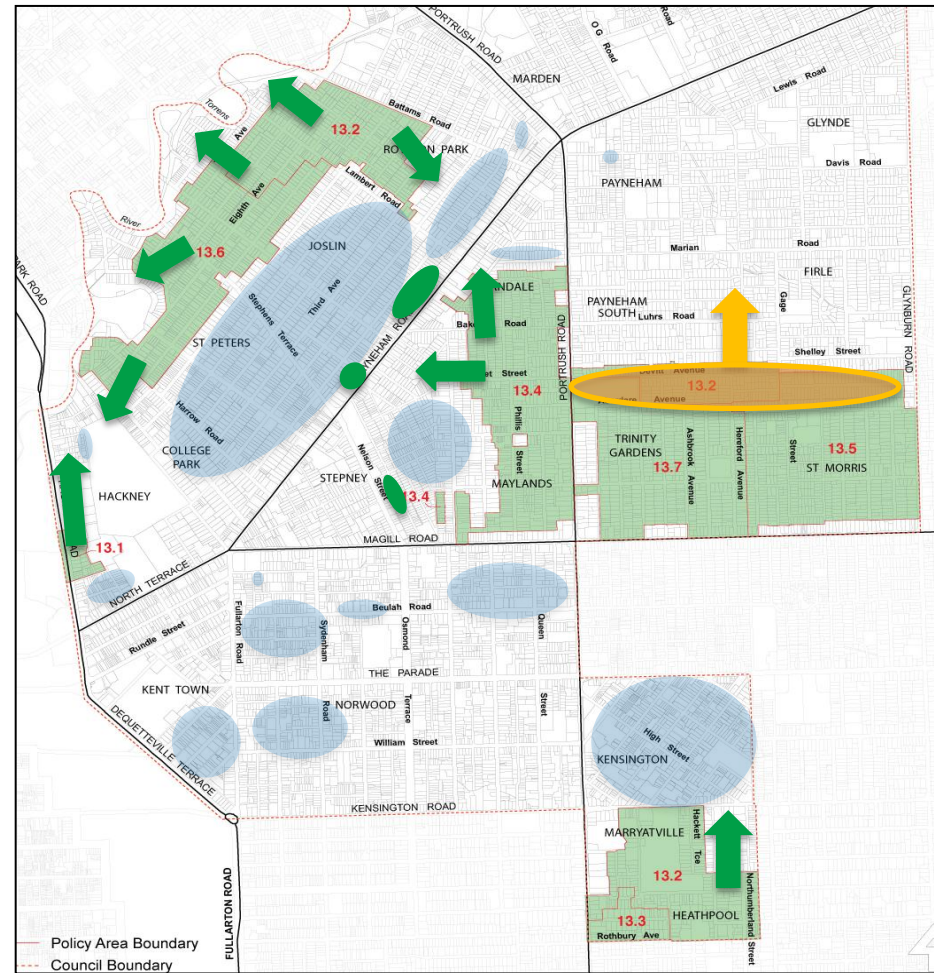 PORTRUSH ROAD
O G Road
MARDEN
Lewis Road
GLYNDE
Torrens
Battams Road
Ave
13.2
Davis Road
PAYNEHAM
Lambert Road
River
Eighth Ave
Marian Road
JOSLIN
13.6
FIRLE
PARK ROAD
Third Ave
Stephens Terrace
PAYNEHAM SOUTH
Gage
GLYNBURN ROAD
Luhrs Road
ST PETERS
Road
PORTRUSH ROAD
Shelley Street
Street
13.4
Avenue
13.2
Avenue
Harrow Road
Phillis Street
COLLEGE PARK
TRINITY GARDENS
Ashbrook Avenue
Hereford Avenue
Street
13.5
ST MORRIS
13.7
Nelson Street
STEPNEY
13.4
MAYLANDS
HACKNEY
13.1
MAGILL ROAD
NORTH TERRACE
Rundle Street
Fullarton Road
Sydenham Road
Beulah Road
Osmond Terrace
Queen Street
THE PARADE
KENT TOWN
NORWOOD
DEQUETTEVILLE TERRACE
William Street
High Street
KENSINGTON
KENSINGTON ROAD
MARRYATVILLE
Hackett Tce
13.2
FULLARTON ROAD
HEATHPOOL
Northumberland Street
13.3
Rothbury Ave
Policy Area Boundary
Council Boundary